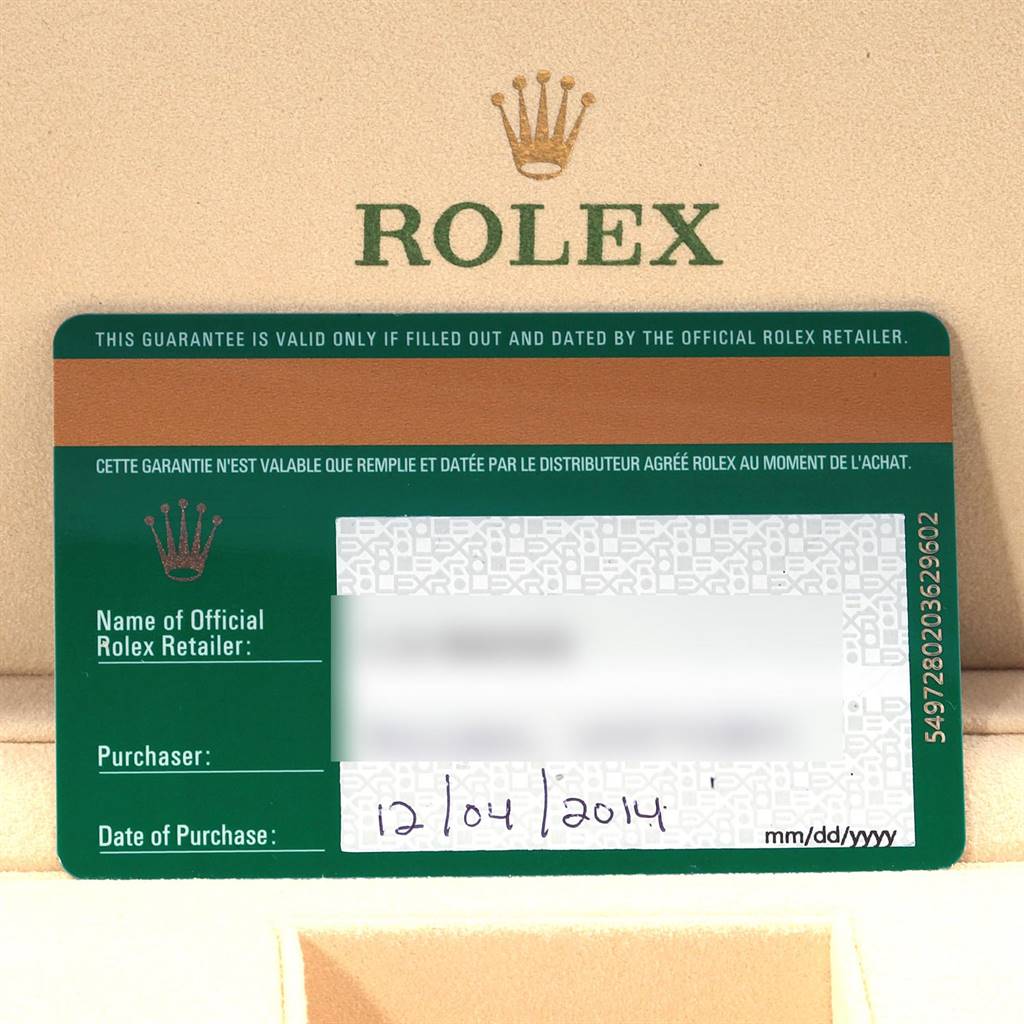 ROLEX
THIS GUARANTEE IS VALID ONLY IF FILLED OUT AND DATED BY THE OFFICIAL ROLEX RETAILER.
CETTE GARANTIE N'EST VALABLE QUE REMPLIE ET DATÉE PAR LE DISTRIBUTEUR AGRÉÉ ROLEX AU MOMENT DE L'ACHAT.
Name of Official
Rolex Retailer:
Purchaser:
Date of Purchase:
12/04/2014
mm/dd/yyyy
5497280203629602